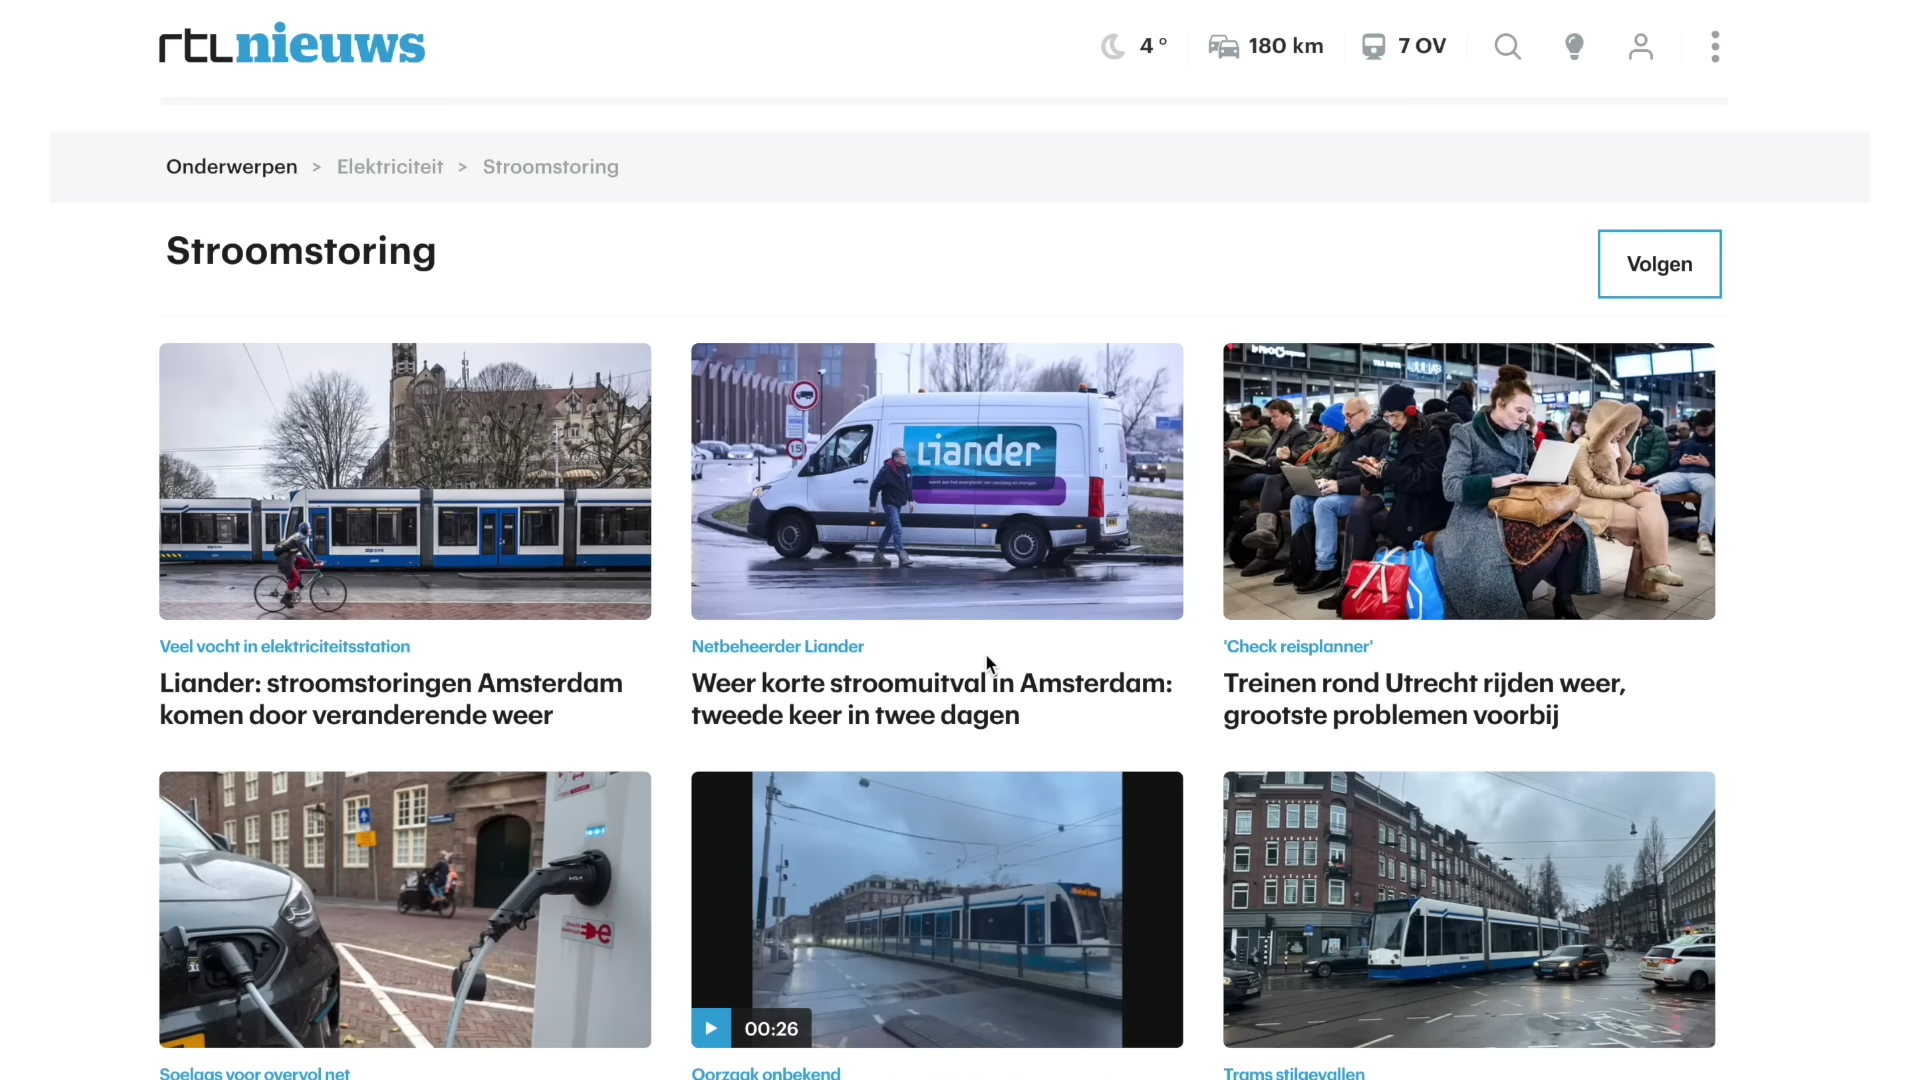 rtlnieuws
4°
180 km
7 OV
Onderwerpen > Elektriciteit > Stroomstoring
Stroomstoring
Volgen
Liander
15
Veel vocht in elektriciteitsstation
Liander: stroomstoringen Amsterdam
komen door veranderende weer
Netbeheerder Liander
Weer korte stroomuitval in Amsterdam:
tweede keer in twee dagen
'Check reisplanner'
Treinen rond Utrecht rijden weer,
grootste problemen voorbij
00:26
Soelaas voor overvol net
Oorzaak onbekend
Trams stilgevallen